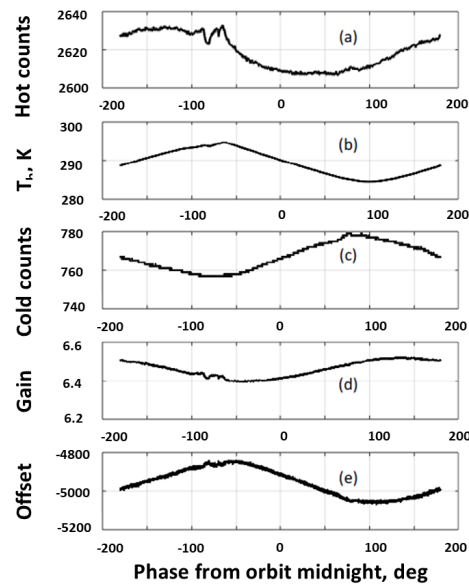 2640
(a)
2620
2600
Hot counts
-200 -100 0 100 200
300
(b)
290
280
Tₕ, K
-200 -100 0 100 200
780
(c)
760
740
Cold counts
-200 -100 0 100 200
6.6
6.4
(d)
6.2
Gain
-200 -100 0 100 200
-4800
(e)
-5000
-5200
Offset
-200 -100 0 100 200
Phase from orbit midnight, deg